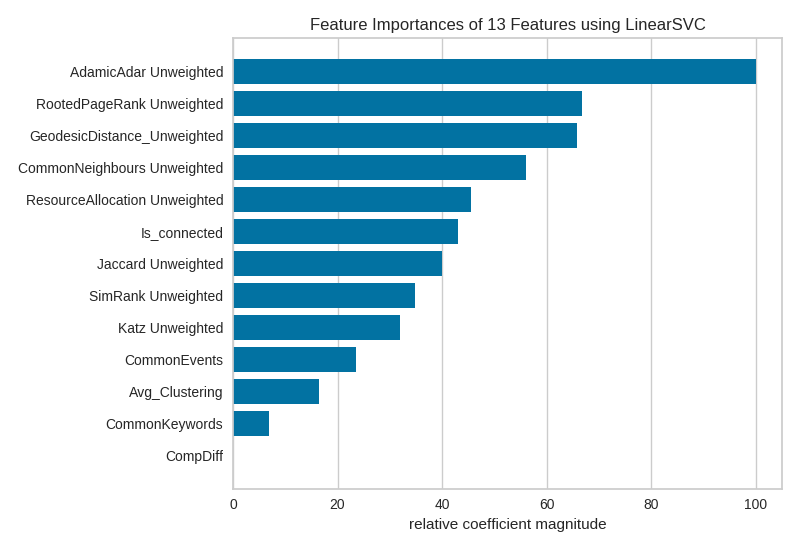 Feature Importances of 13 Features using LinearSVC
AdamicAdar Unweighted
RootedPageRank Unweighted
GeodesicDistance_Unweighted
CommonNeighbours Unweighted
ResourceAllocation Unweighted
Is_connected
Jaccard Unweighted
SimRank Unweighted
Katz Unweighted
CommonEvents
Avg_Clustering
CommonKeywords
CompDiff
0 20 40 60 80 100
relative coefficient magnitude